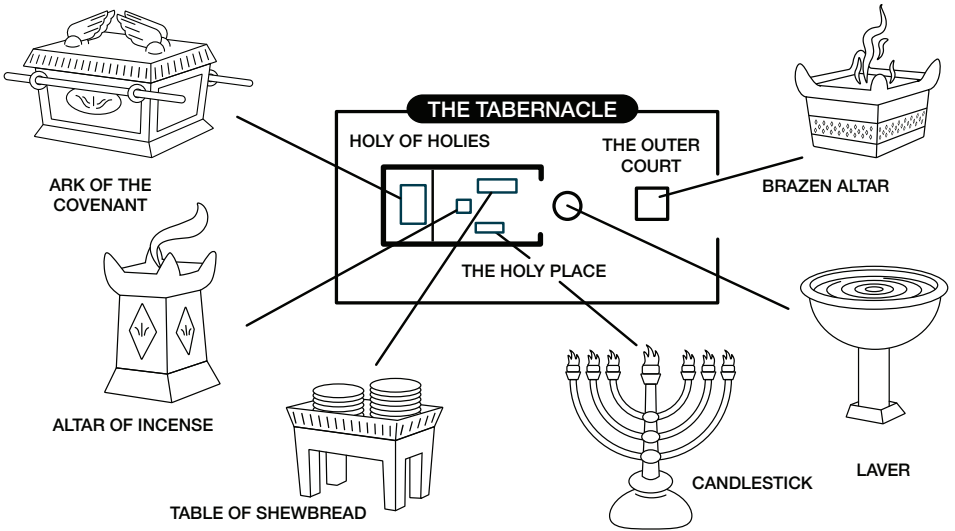 THE TABERNACLE
HOLY OF HOLIES
THE OUTER
COURT
ARK OF THE
COVENANT
BRAZEN ALTAR
THE HOLY PLACE
ALTAR OF INCENSE
TABLE OF SHEWBREAD
CANDLESTICK
LAVER